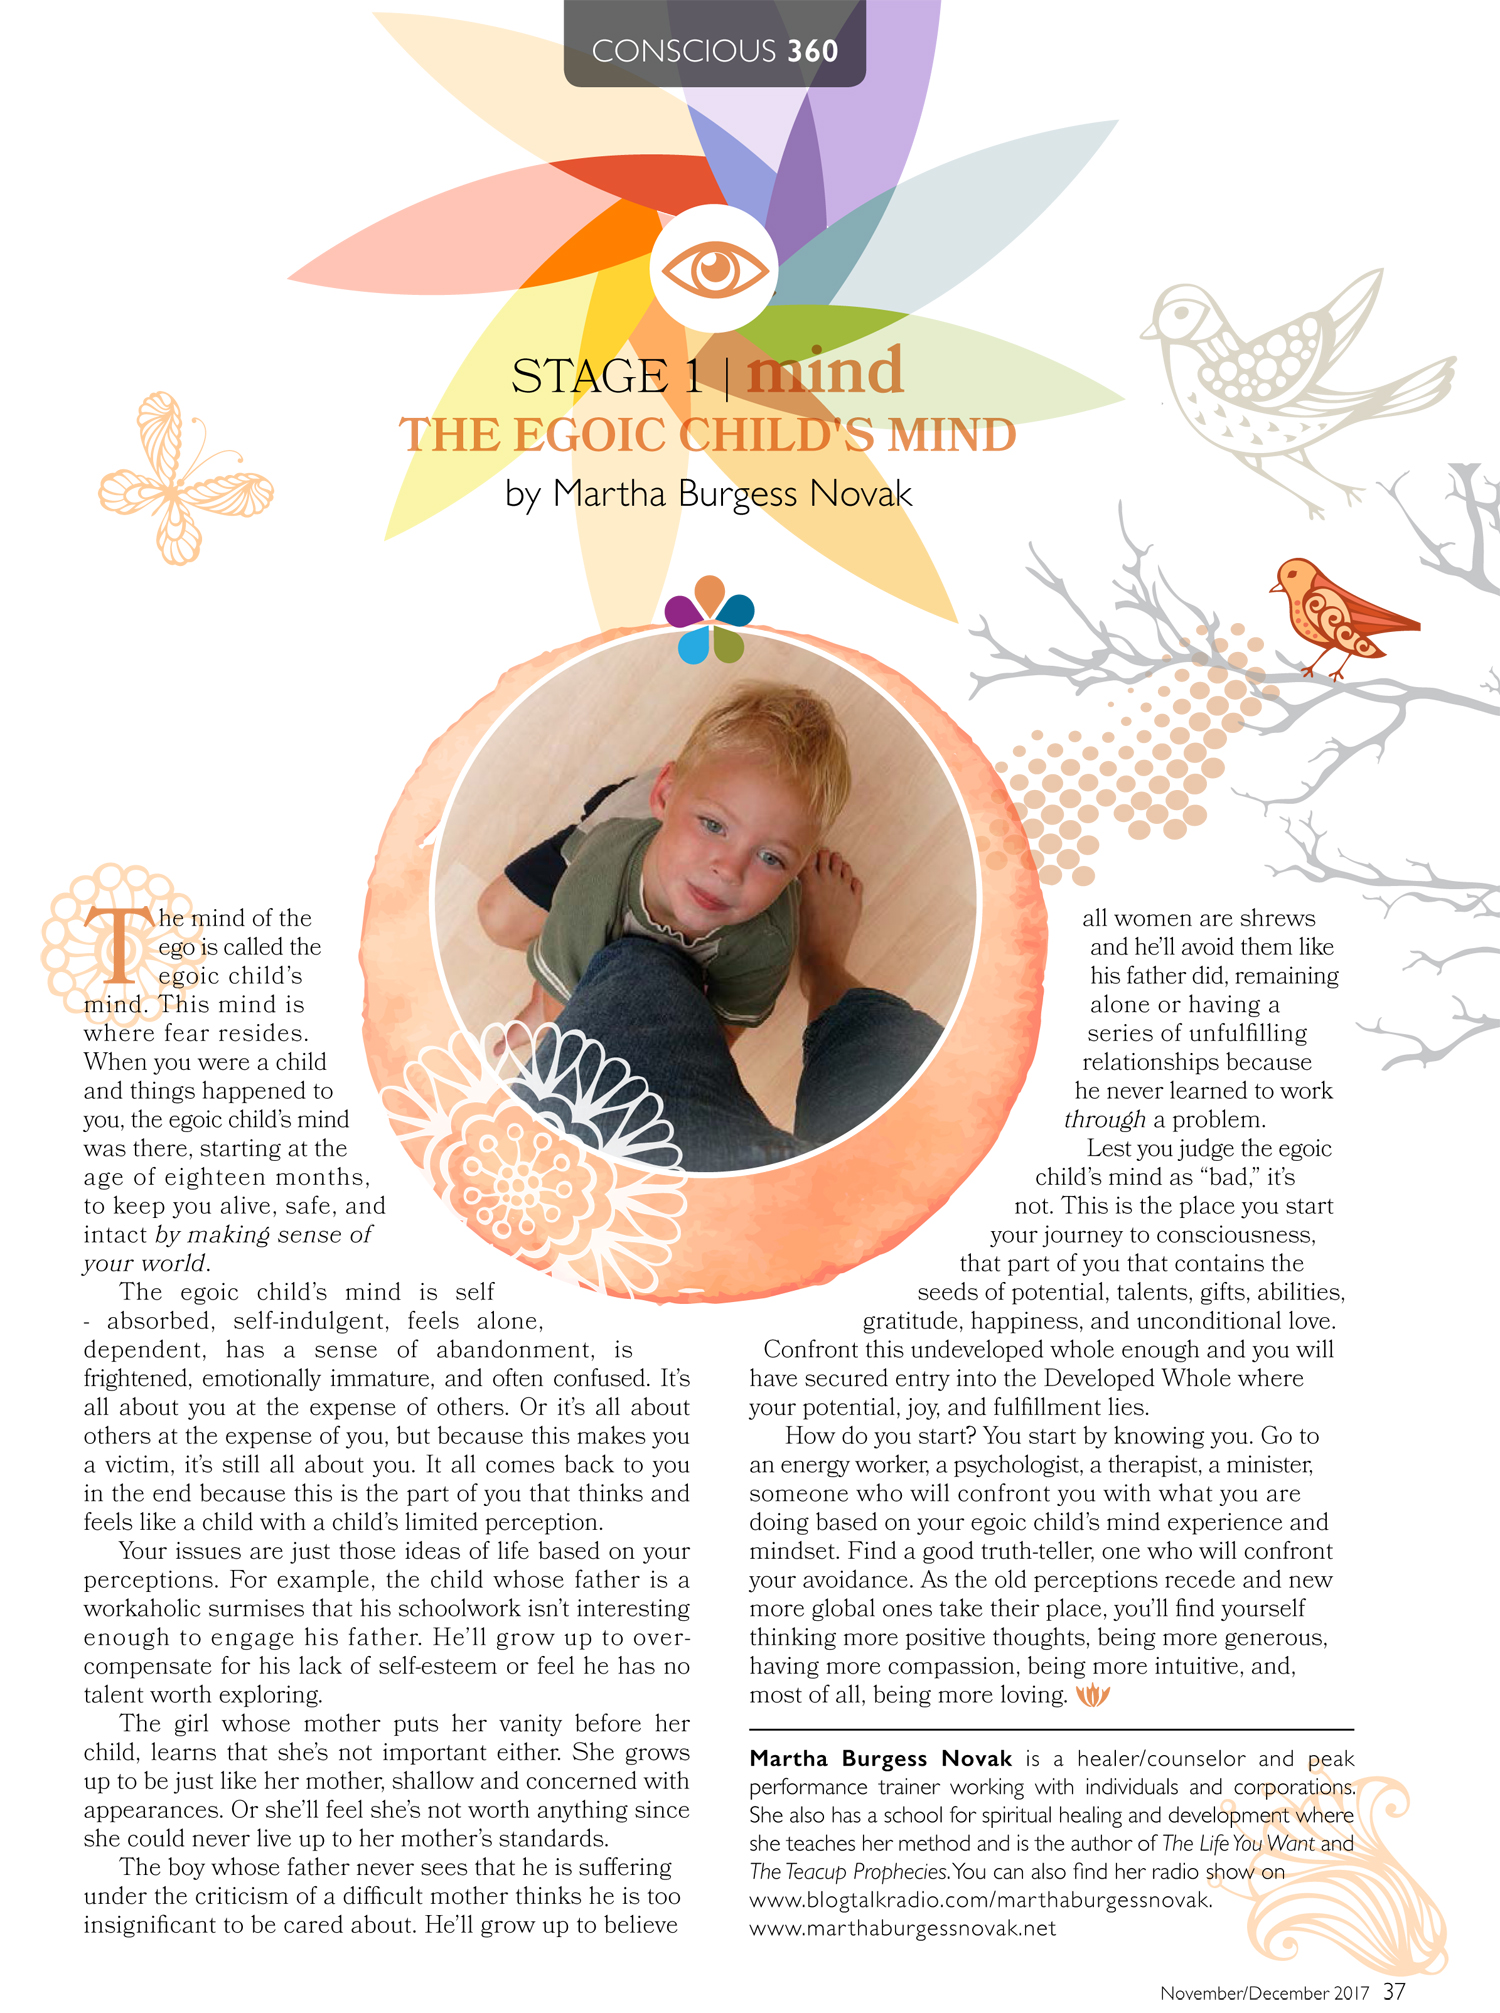 CONSCIOUS 360
STAGE 1 | mind
THE EGOIC CHILD'S MIND
by Martha Burgess Novak
The mind of the
ego is called the
egoic child’s
mind. This mind is
where fear resides.
When you were a child
and things happened to
you, the egoic child’s mind
was there, starting at the
age of eighteen months,
to keep you alive, safe, and
intact by making sense of
your world.
The egoic child’s mind is self
- absorbed, self-indulgent, feels alone,
dependent, has a sense of abandonment, is
frightened, emotionally immature, and often confused. It’s
all about you at the expense of others. Or it’s all about
others at the expense of you, but because this makes you
a victim, it’s still all about you. It all comes back to you
in the end because this is the part of you that thinks and
feels like a child with a child’s limited perception.
Your issues are just those ideas of life based on your
perceptions. For example, the child whose father is a
workaholic surmises that his schoolwork isn’t interesting
enough to engage his father. He’ll grow up to over-
compensate for his lack of self-esteem or feel he has no
talent worth exploring.
The girl whose mother puts her vanity before her
child, learns that she’s not important either. She grows
up to be just like her mother, shallow and concerned with
appearances. Or she’ll feel she’s not worth anything since
she could never live up to her mother’s standards.
The boy whose father never sees that he is suffering
under the criticism of a difficult mother thinks he is too
insignificant to be cared about. He’ll grow up to believe
all women are shrews
and he’ll avoid them like
his father did, remaining
alone or having a
series of unfulfilling
relationships because
he never learned to work
through a problem.
Lest you judge the egoic
child’s mind as “bad,” it’s
not. This is the place you start
your journey to consciousness,
that part of you that contains the
seeds of potential, talents, gifts, abilities,
gratitude, happiness, and unconditional love.
Confront this undeveloped whole enough and you will
have secured entry into the Developed Whole where
your potential, joy, and fulfillment lies.
How do you start? You start by knowing you. Go to
an energy worker, a psychologist, a therapist, a minister,
someone who will confront you with what you are
doing based on your egoic child’s mind experience and
mindset. Find a good truth-teller, one who will confront
your avoidance. As the old perceptions recede and new
more global ones take their place, you’ll find yourself
thinking more positive thoughts, being more generous,
having more compassion, being more intuitive, and,
most of all, being more loving.
Martha Burgess Novak is a healer/counselor and peak
performance trainer working with individuals and corporations.
She also has a school for spiritual healing and development where
she teaches her method and is the author of The Life You Want and
The Teacup Prophecies. You can also find her radio show on
www.blogtalkradio.com/marthaburgessnovak.
www.marthaburgessnovak.net
November/December 2017 37